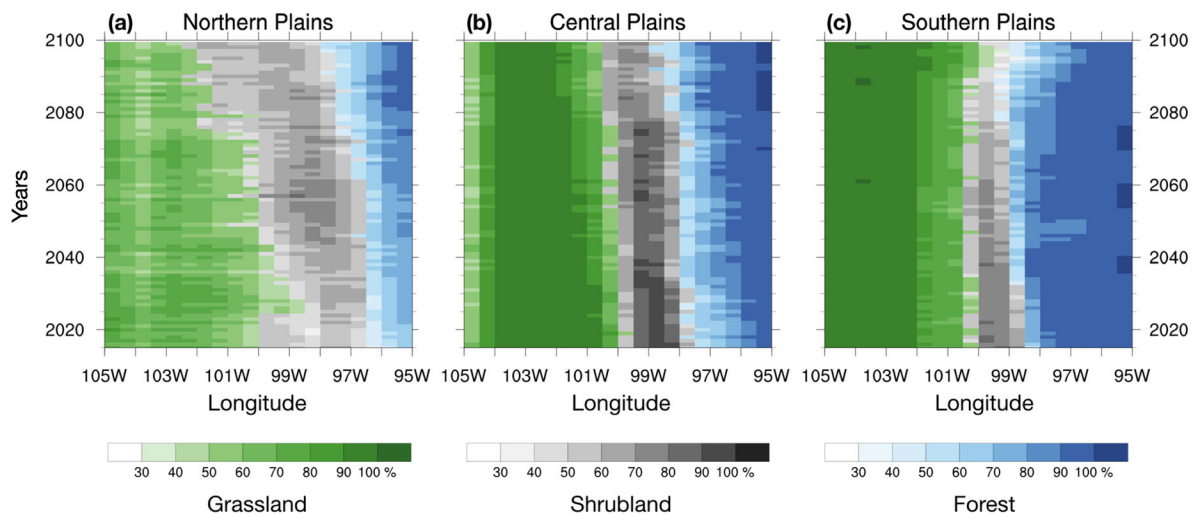 (a) Northern Plains (b) Central Plains (c) Southern Plains
2100 2100
2080 2080
2060 2060
2040 2040
2020 2020
Years
105W 103W 101W 99W 97W 95W 105W 103W 101W 99W 97W 95W 105W 103W 101W 99W 97W 95W
Longitude Longitude Longitude
30 40 50 60 70 80 90 100 % 30 40 50 60 70 80 90 100 % 30 40 50 60 70 80 90 100 %
Grassland Shrubland Forest